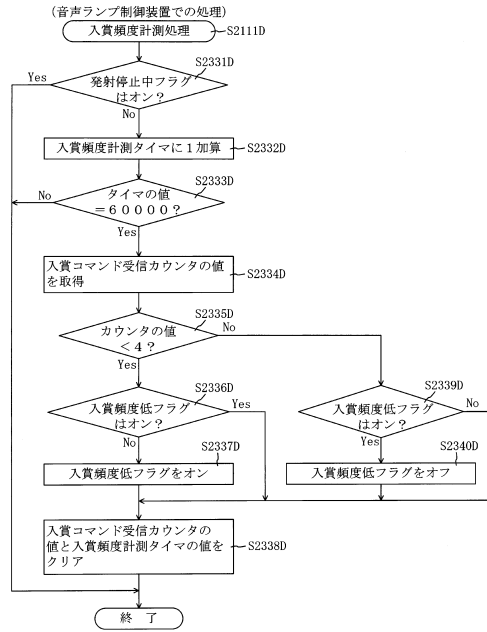 (音声ランプ制御装置での処理)
入賞頻度計測処理
S2111D
S2331D
発射停止中フラグ
はオン?
Yes
No
入賞頻度計測タイマに1加算
S2332D
S2333D
タイマの値
=60000?
No
Yes
入賞コマンド受信カウンタの値
を取得
S2334D
S2335D
カウンタの値
<4?
No
Yes
S2336D
入賞頻度低フラグ
はオン?
Yes
No
S2339D
入賞頻度低フラグ
はオン?
No
Yes
S2337D
入賞頻度低フラグをオン
S2340D
入賞頻度低フラグをオフ
入賞コマンド受信カウンタの
値と入賞頻度計測タイマの値を
クリア
S2338D
終 了